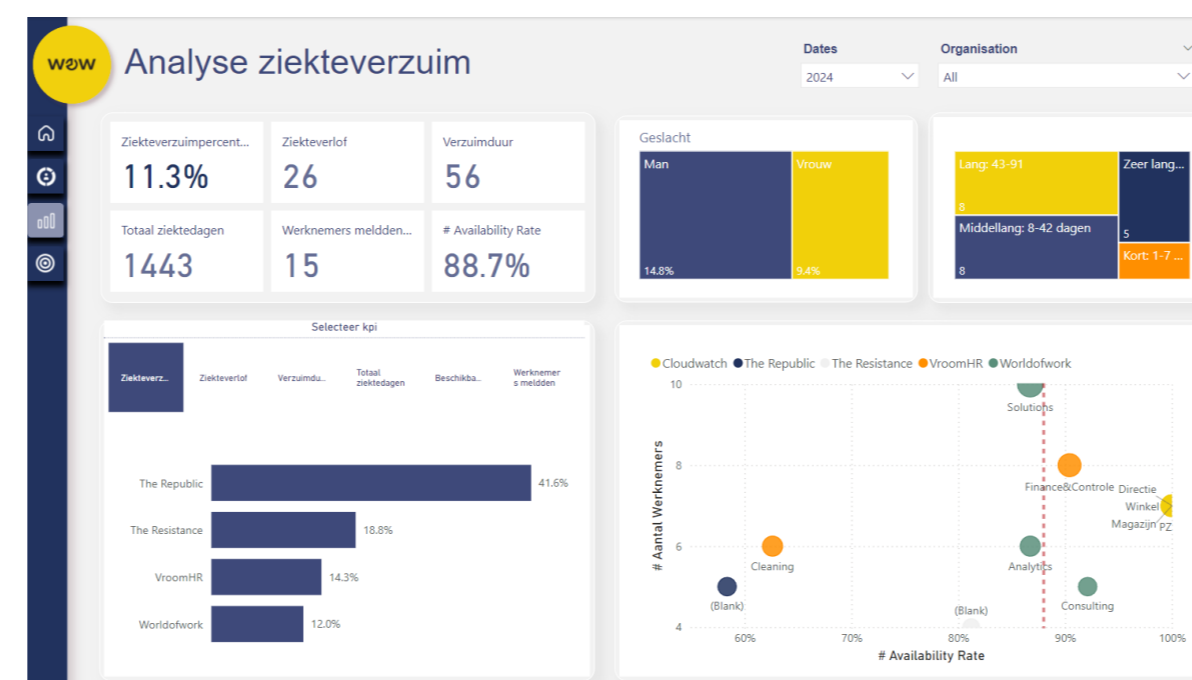 wow
Analyse ziekteverzuim
Dates
2024
Organisation
All
Ziekteverzuimpercent...
11.3%
Ziekteverlof
26
Verzuimduur
56
Totaal ziektedagen
1443
Werknemers meldden...
15
# Availability Rate
88.7%
Geslacht
Man
14.8%
Vrouw
9.4%
Lang: 43-91
8
Middellang: 8-42 dagen
8
Zeer lang...
5
Kort: 1-7 ...
Selecteer kpi
Ziekteverz...
Ziekteverlof
Verzuimdu...
Totaal
ziektedagen
Beschikba...
Werknemer
s meldden
The Republic
41.6%
The Resistance
18.8%
VroomHR
14.3%
Worldofwork
12.0%
Cloudwatch The Republic The Resistance VroomHR Worldofwork
# Aantal Werknemers
10
8
6
4
Solutions
Finance&Controle
Directie
Winkel
Magazijn
PZ
Cleaning
Analytics
(Blank)
(Blank)
Consulting
60%
70%
80%
90%
100%
# Availability Rate